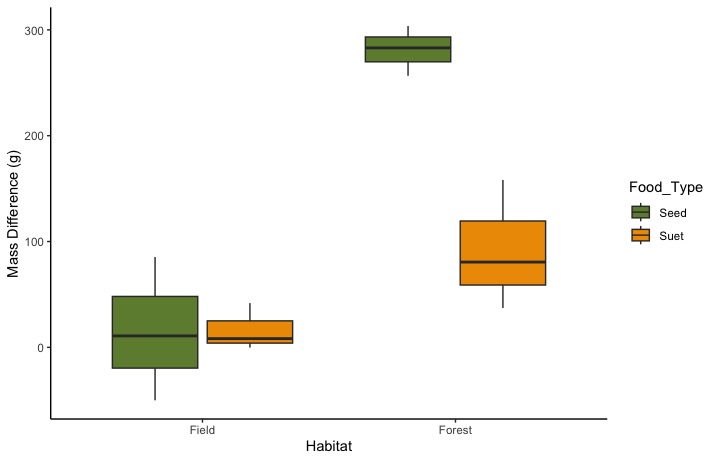 300
200
100
0
Mass Difference (g)
Field
Forest
Habitat
Food_Type
Seed
Suet